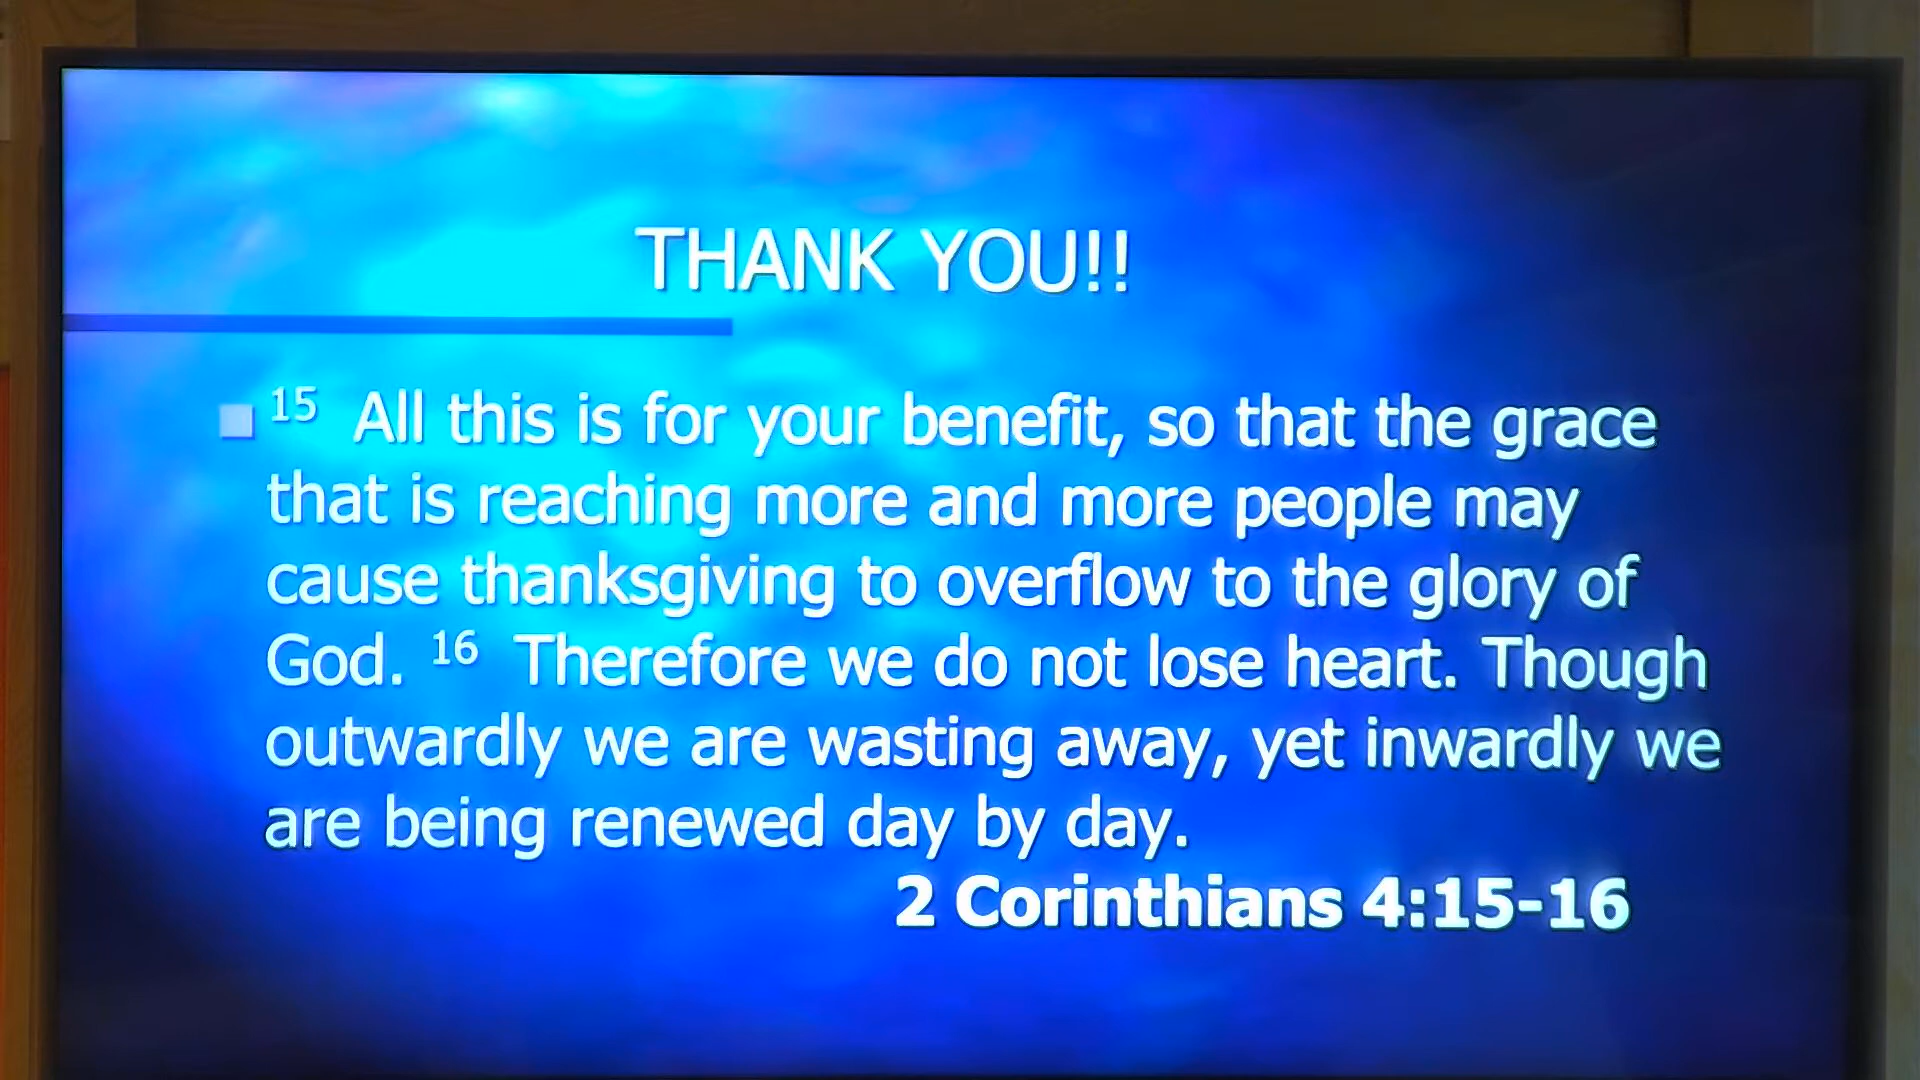 THANK YOU!!
15 All this is for your benefit, so that the grace
that is reaching more and more people may
cause thanksgiving to overflow to the glory of
God. 16 Therefore we do not lose heart. Though
outwardly we are wasting away, yet inwardly we
are being renewed day by day.
2 Corinthians 4:15-16